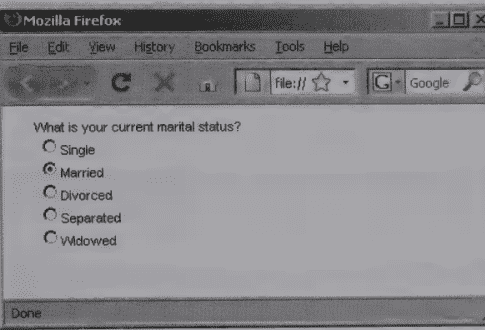 Mozilla Firefox
File Edit View History Bookmarks Tools Help
file:// G Google
What is your current marital status?
Single
Married
Divorced
Separated
Widowed
Done